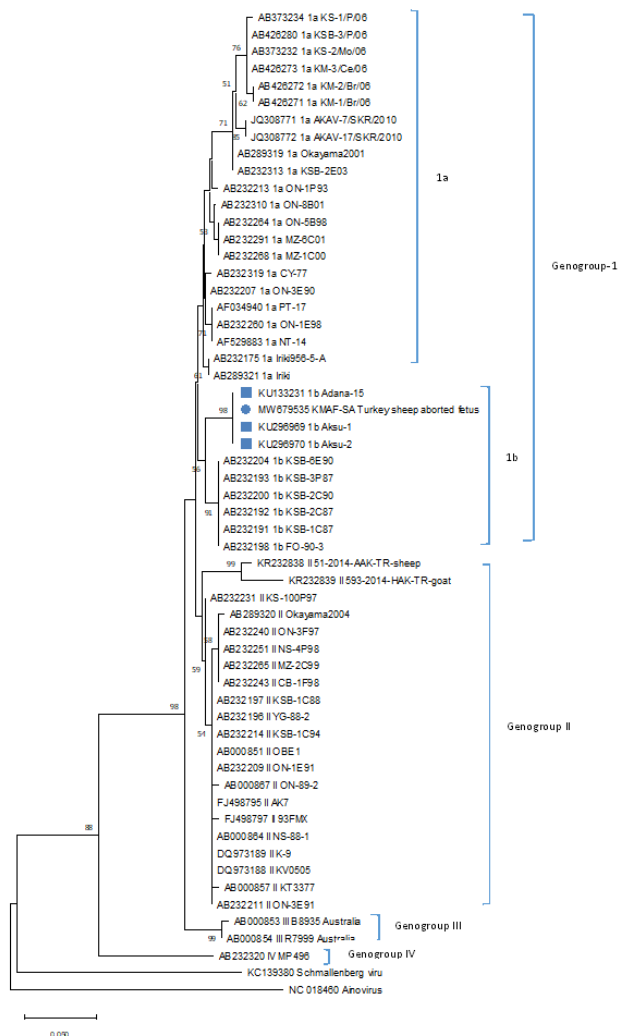 AB373234 1a KS-1/P/06
AB426280 1a KSB-3/P/06
76
AB373232 1a KS-2/Mo/06
AB426273 1a KM-3/Ce/06
51
AB426272 1a KM-2/Br/06
62
AB426271 1a KM-1/Br/06
71
JQ308771 1a AKAV-7/SKR/2010
85
JQ308772 1a AKAV-17/SKR/2010
AB289319 1a Okayama2001
AB232313 1a KSB-2E03
1a
AB232213 1a ON-1P93
AB232310 1a ON-8B01
AB232264 1a ON-5B98
53
AB232291 1a MZ-6C01
AB232268 1a MZ-1C00
Genogroup-1
AB232319 1a CY-77
AB232207 1a ON-3E90
AF034940 1a PT-17
AB232260 1a ON-1E98
71
AF529883 1a NT-14
AB232175 1a Iriki956-5-A
61
AB289321 1a Iriki
KU133231 1b Adana-15
98
MW679535 KMAF-SA Turkey sheep aborted fetus
KU296969 1b Aksu-1
KU296970 1b Aksu-2
1b
AB232204 1b KSB-6E90
56
AB232193 1b KSB-3P87
AB232200 1b KSB-2C90
AB232192 1b KSB-2C87
91
AB232191 1b KSB-1C87
AB232198 1b FO-90-3
99
KR232838 II 51-2014-AAK-TR-sheep
KR232839 II 593-2014-HAK-TR-goat
AB232231 II KS-100P97
AB289320 II Okayama2004
AB232240 II ON-3F97
58
AB232251 II NS-4P98
59
AB232265 II MZ-2C99
AB232243 II CB-1F98
AB232197 II KSB-1C88
98
AB232196 II YG-88-2
Genogroup II
54
AB232214 II KSB-1C94
AB000851 II OBE1
AB232209 II ON-1E91
AB000867 II ON-89-2
FJ498795 II AK7
88
FJ498797 II 93FMX
AB000864 II NS-88-1
DQ973189 II K-9
DQ973188 II KV0505
AB000857 II KT3377
AB232211 II ON-3E91
AB000853 III B8935 Australia
Genogroup III
99
AB000854 III R7999 Australia
AB232320 IV MP496
Genogroup IV
KC139380 Schmallenberg viru
NC 018460 Ainovirus
0.050